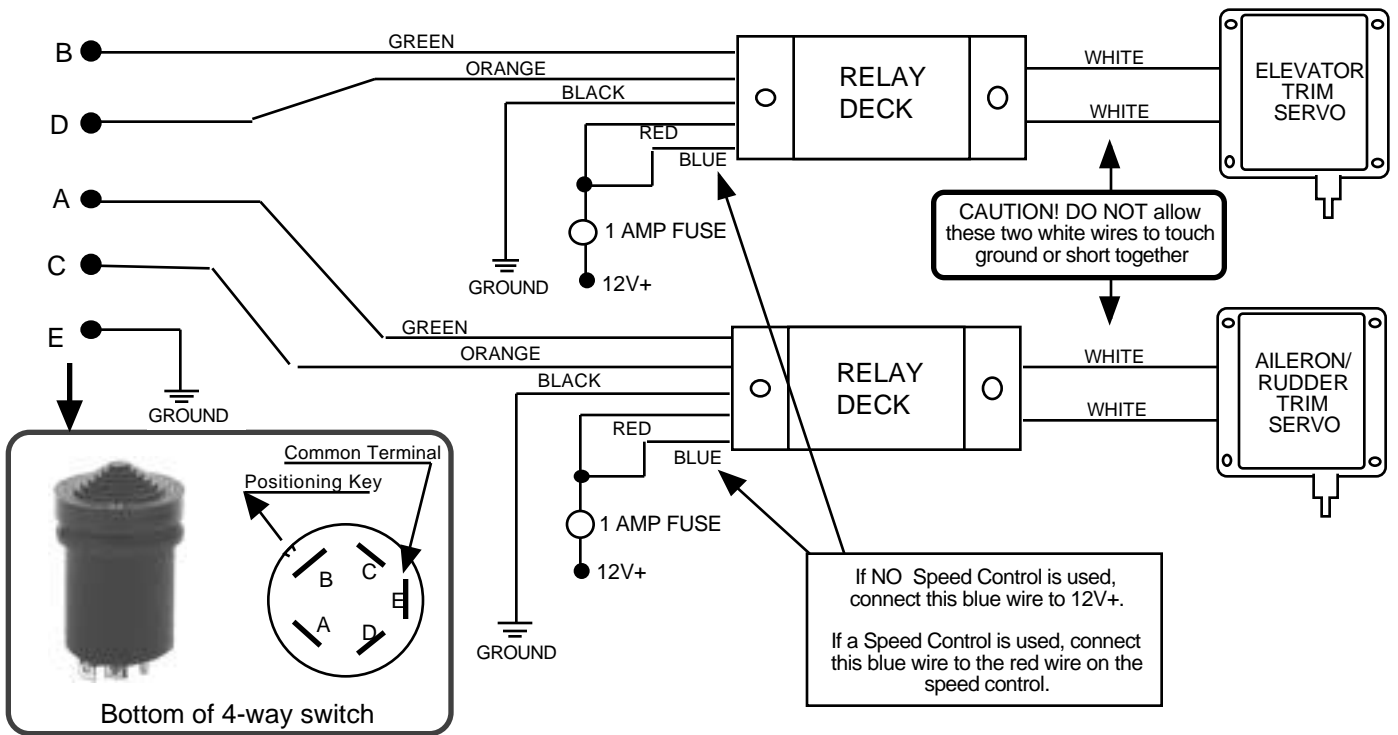 B
GREEN
ORANGE
D
BLACK
RED
BLUE
1 AMP FUSE
GROUND
12V+
RELAY
DECK
WHITE
WHITE
ELEVATOR
TRIM
SERVO
CAUTION! DO NOT allow
these two white wires to touch
ground or short together
A
C
E
GROUND
GREEN
ORANGE
BLACK
RED
BLUE
1 AMP FUSE
12V+
GROUND
RELAY
DECK
WHITE
WHITE
AILERON/
RUDDER
TRIM
SERVO
Common Terminal
Positioning Key
B
C
E
A
D
Bottom of 4-way switch
If NO Speed Control is used,
connect this blue wire to 12V+.
If a Speed Control is used, connect
this blue wire to the red wire on the
speed control.